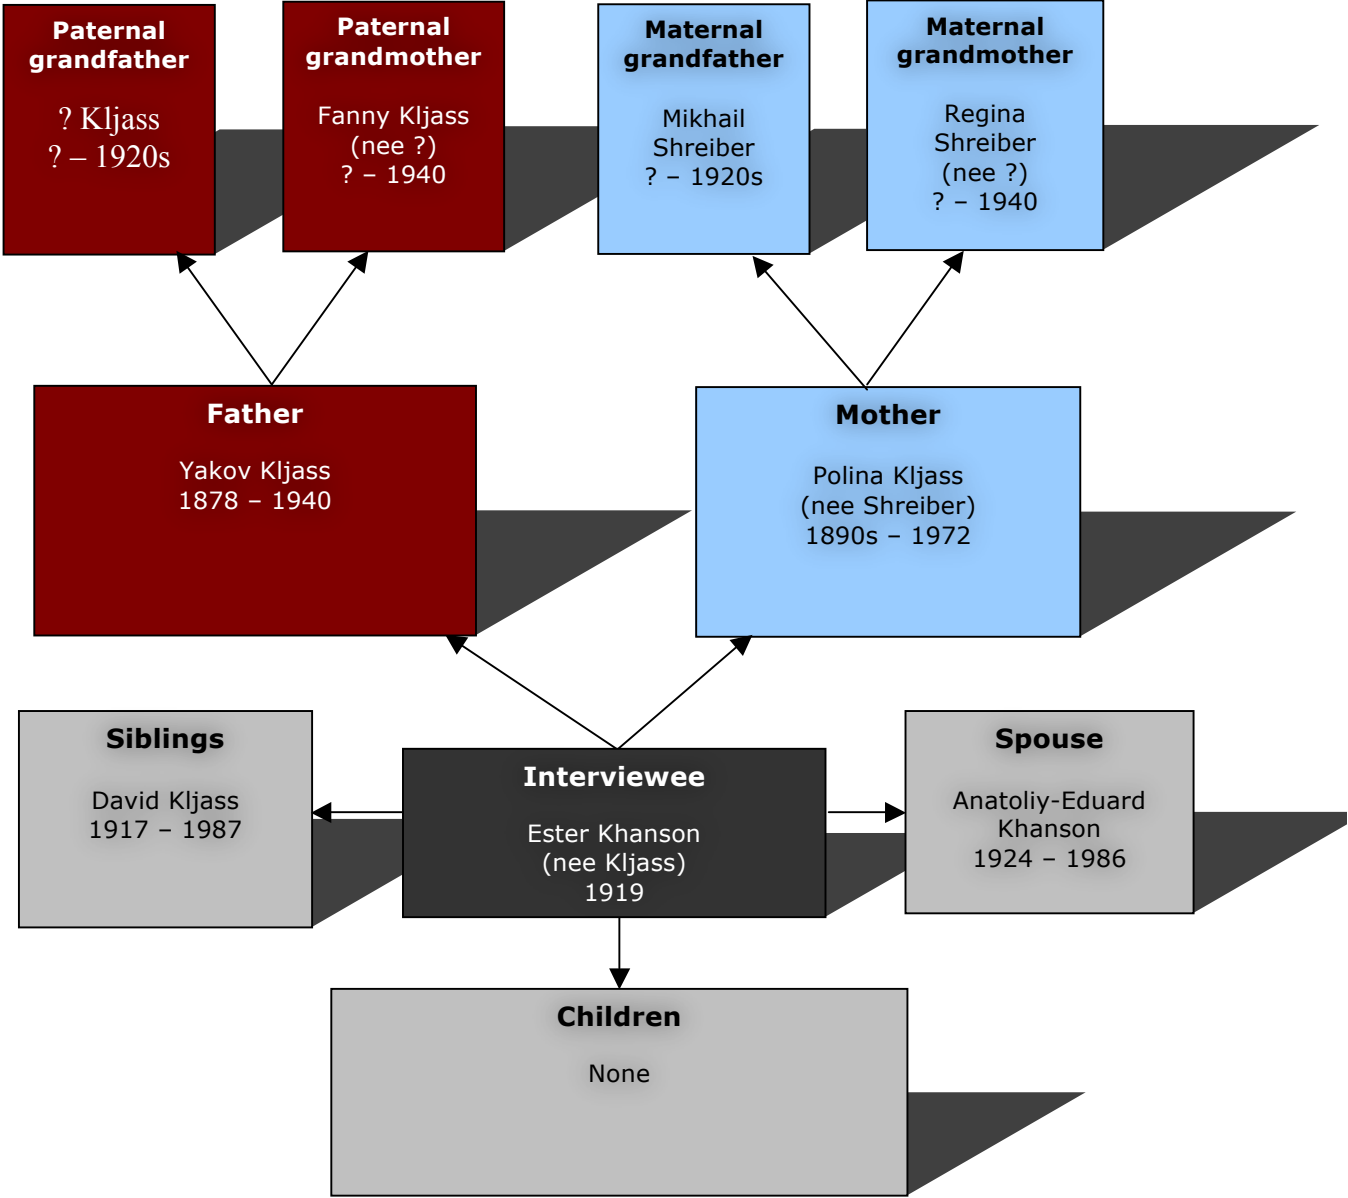 Paternal
grandfather
? Kljass
? – 1920s
Paternal
grandmother
Fanny Kljass
(nee ?)
? – 1940
Maternal
grandfather
Mikhail
Shreiber
? – 1920s
Maternal
grandmother
Regina
Shreiber
(nee ?)
? – 1940
Father
Yakov Kljass
1878 – 1940
Mother
Polina Kljass
(nee Shreiber)
1890s – 1972
Siblings
David Kljass
1917 – 1987
Interviewee
Ester Khanson
(nee Kljass)
1919
Spouse
Anatoliy-Eduard
Khanson
1924 – 1986
Children
None